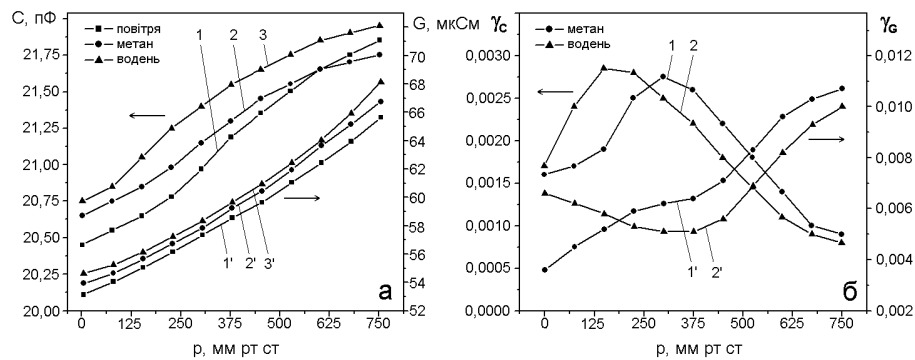 C, пФ
G, мкСм
22,00
21,75
21,50
21,25
21,00
20,75
20,50
20,25
20,00
повітря
метан
водень
1 2 3
1' 2' 3'
70
68
66
64
62
60
58
56
54
52
0 125 250 375 500 625 750
p, мм рт ст
а
γC
γG
0,0030
0,0025
0,0020
0,0015
0,0010
0,0005
0,0000
метан
водень
1 2
1' 2'
0,012
0,010
0,008
0,006
0,004
0,002
0 125 250 375 500 625 750
p, мм рт ст
б